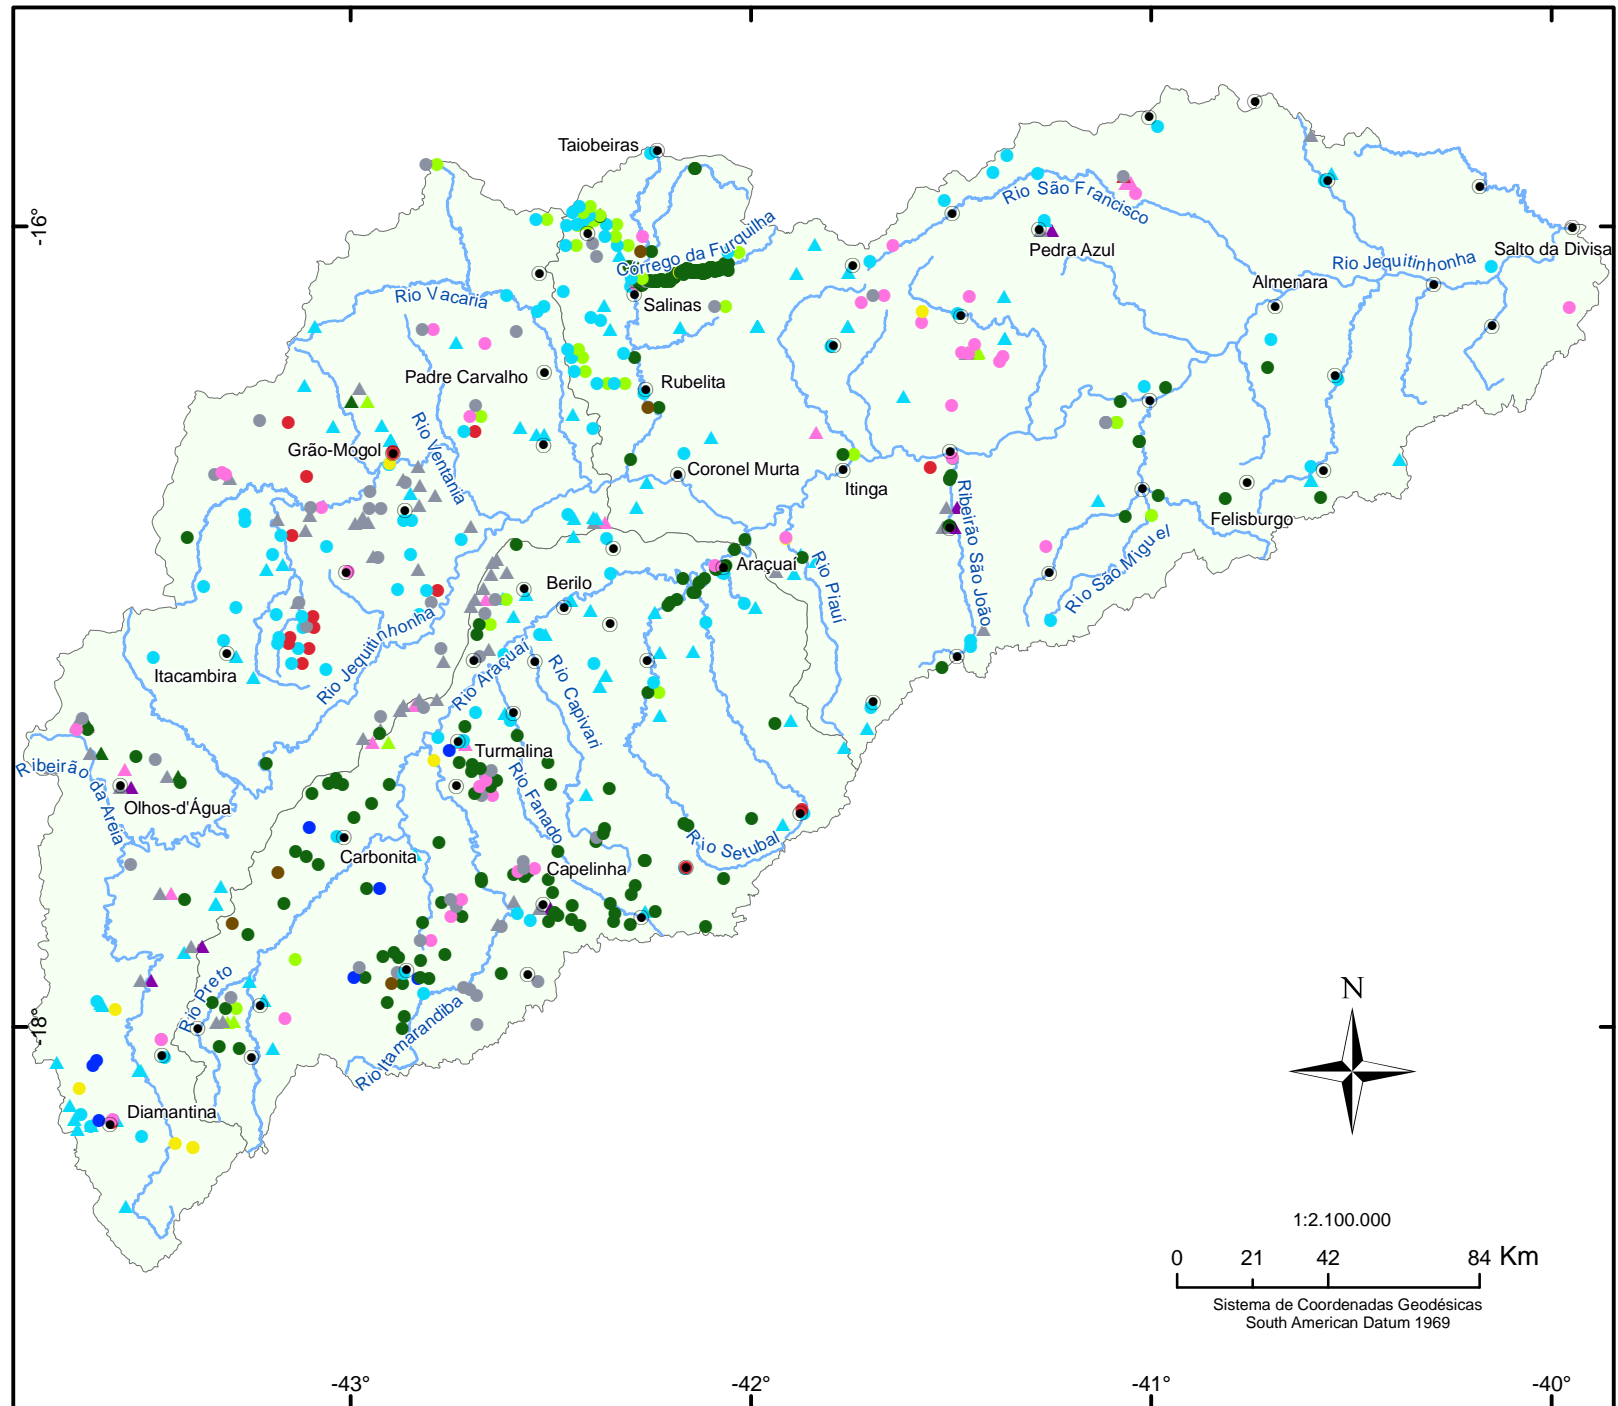 Taiobeiras
-16°
Rio São Francisco
Córrego da Furquilha
Pedra Azul
Salto da Divisa
Rio Jequitinhonha
Almenara
Rio Vacaria
Salinas
Padre Carvalho
Rubelita
Rio Ventania
Grão-Mogol
Coronel Murta
Itinga
Ribeirão São João
Felisburgo
Rio São Miguel
Araçuaí
Rio Piauí
Berilo
Rio Jequitinhonha
Itacambira
Rio Araçuaí
Rio Capivari
Turmalina
Ribeirão da Areia
Olhos-d'Água
Rio Fanado
Rio Setubal
Carbonita
Capelinha
Rio Preto
N
-18°
Rio Itamarandiba
Diamantina
1:2.100.000
0 21 42 84 Km
Sistema de Coordenadas Geodésicas
South American Datum 1969
-43° -42° -41° -40°